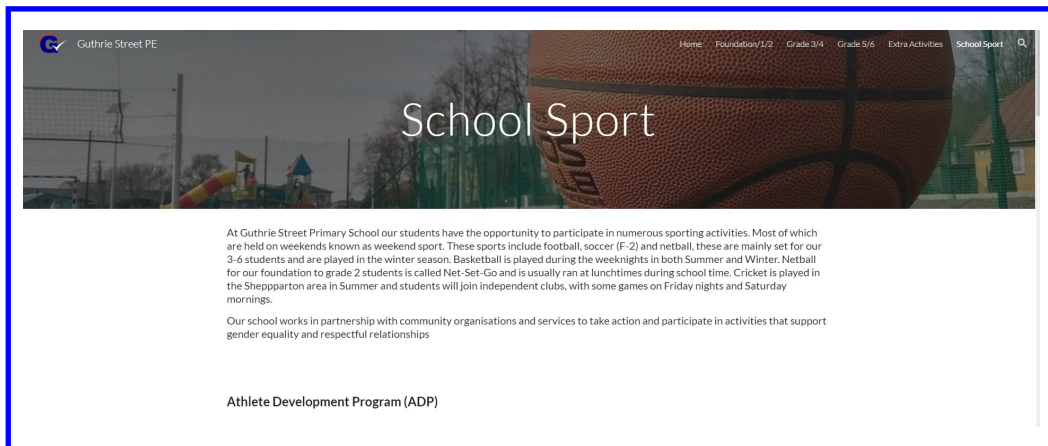 Guthrie Street PE
Home Foundation/1/2 Grade 3/4 Grade 5/6 Extra Activities School Sport
School Sport
At Guthrie Street Primary School our students have the opportunity to participate in numerous sporting activities. Most of which
are held on weekends known as weekend sport. These sports include football, soccer (F-2) and netball, these are mainly set for our
3-6 students and are played in the winter season. Basketball is played during the weeknights in both Summer and Winter. Netball
for our foundation to grade 2 students is called Net-Set-Go and is usually ran at lunchtimes during school time. Cricket is played in
the Sheppparton area in Summer and students will join independent clubs, with some games on Friday nights and Saturday
mornings.
Our school works in partnership with community organisations and services to take action and participate in activities that support
gender equality and respectful relationships
Athlete Development Program (ADP)